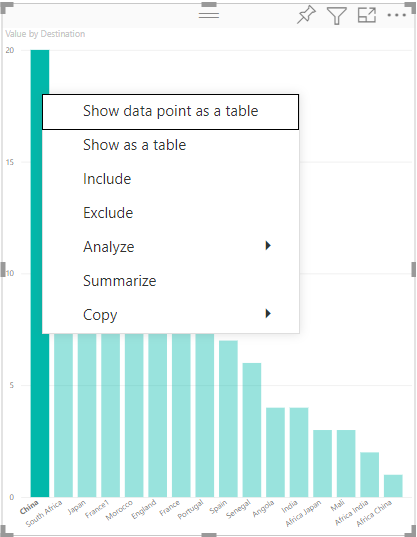 Value by Destination
20
Show data point as a table
Show as a table
15
Include
Exclude
Analyze
10
Summarize
Copy
5
0
China
South Africa
Japan
France1
Morocco
England
France
Portugal
Spain
Senegal
Angola
India
Africa Japan
Mali
Africa India
Africa China